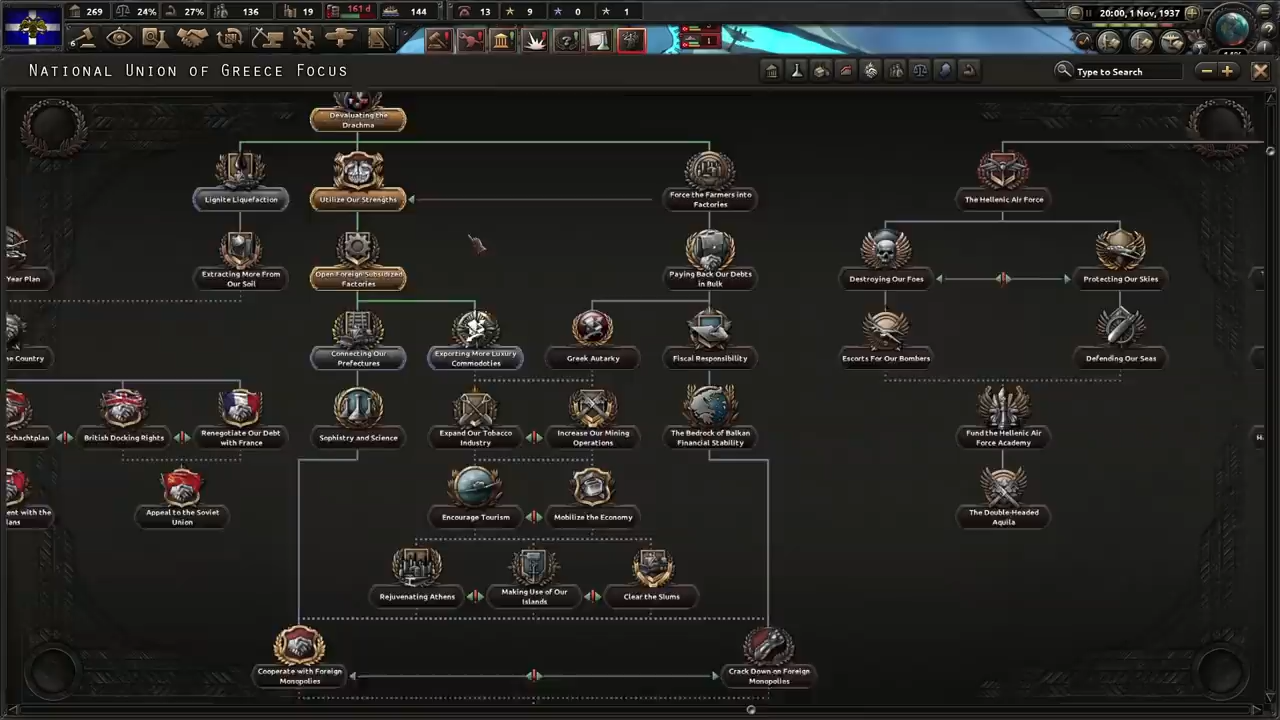 269
24%
27%
136
19
161 d
144
13
9
0
1
20:00, 1 Nov, 1937
National Union of Greece Focus
Type to Search
Devaluating the
Drachma
Lignite Liquefaction
Utilize Our Strengths
Force the Farmers into
Factories
The Hellenic Air Force
Year Plan
Extracting More From
Our Soil
Open Foreign Subsidized
Factories
Paying Back Our Debts
in Bulk
Destroying Our Foes
Protecting Our Skies
Connecting Our
Prefectures
Exporting More Luxury
Commodoties
Greek Autarky
Fiscal Responsibility
Escorts For Our Bombers
Defending Our Seas
Country
Schachtplan
British Docking Rights
Renegotiate Our Debt
with France
Sophistry and Science
Expand Our Tobacco
Industry
Increase Our Mining
Operations
The Bedrock of Balkan
Financial Stability
Fund the Hellenic Air
Force Academy
with the
Appeal to the Soviet
Union
Encourage Tourism
Mobilize the Economy
The Double-Headed
Aquila
Rejuvenating Athens
Making Use of Our
Islands
Clear the Slums
Cooperate with Foreign
Monopolies
Crack Down on Foreign
Monopolies